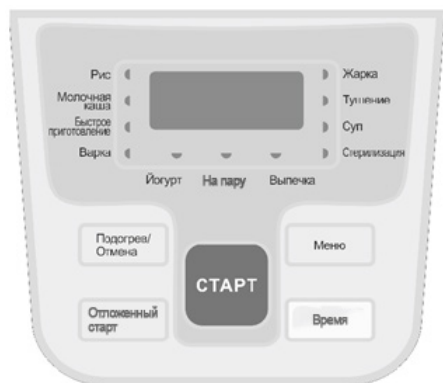 Рис
Молочная
каша
Быстрое
приготовление
Варка
Йогурт
На пару
Выпечка
Жарка
Тушение
Суп
Стерилизация
Подогрев/
Отмена
Меню
СТАРТ
Отложенный
старт
Время